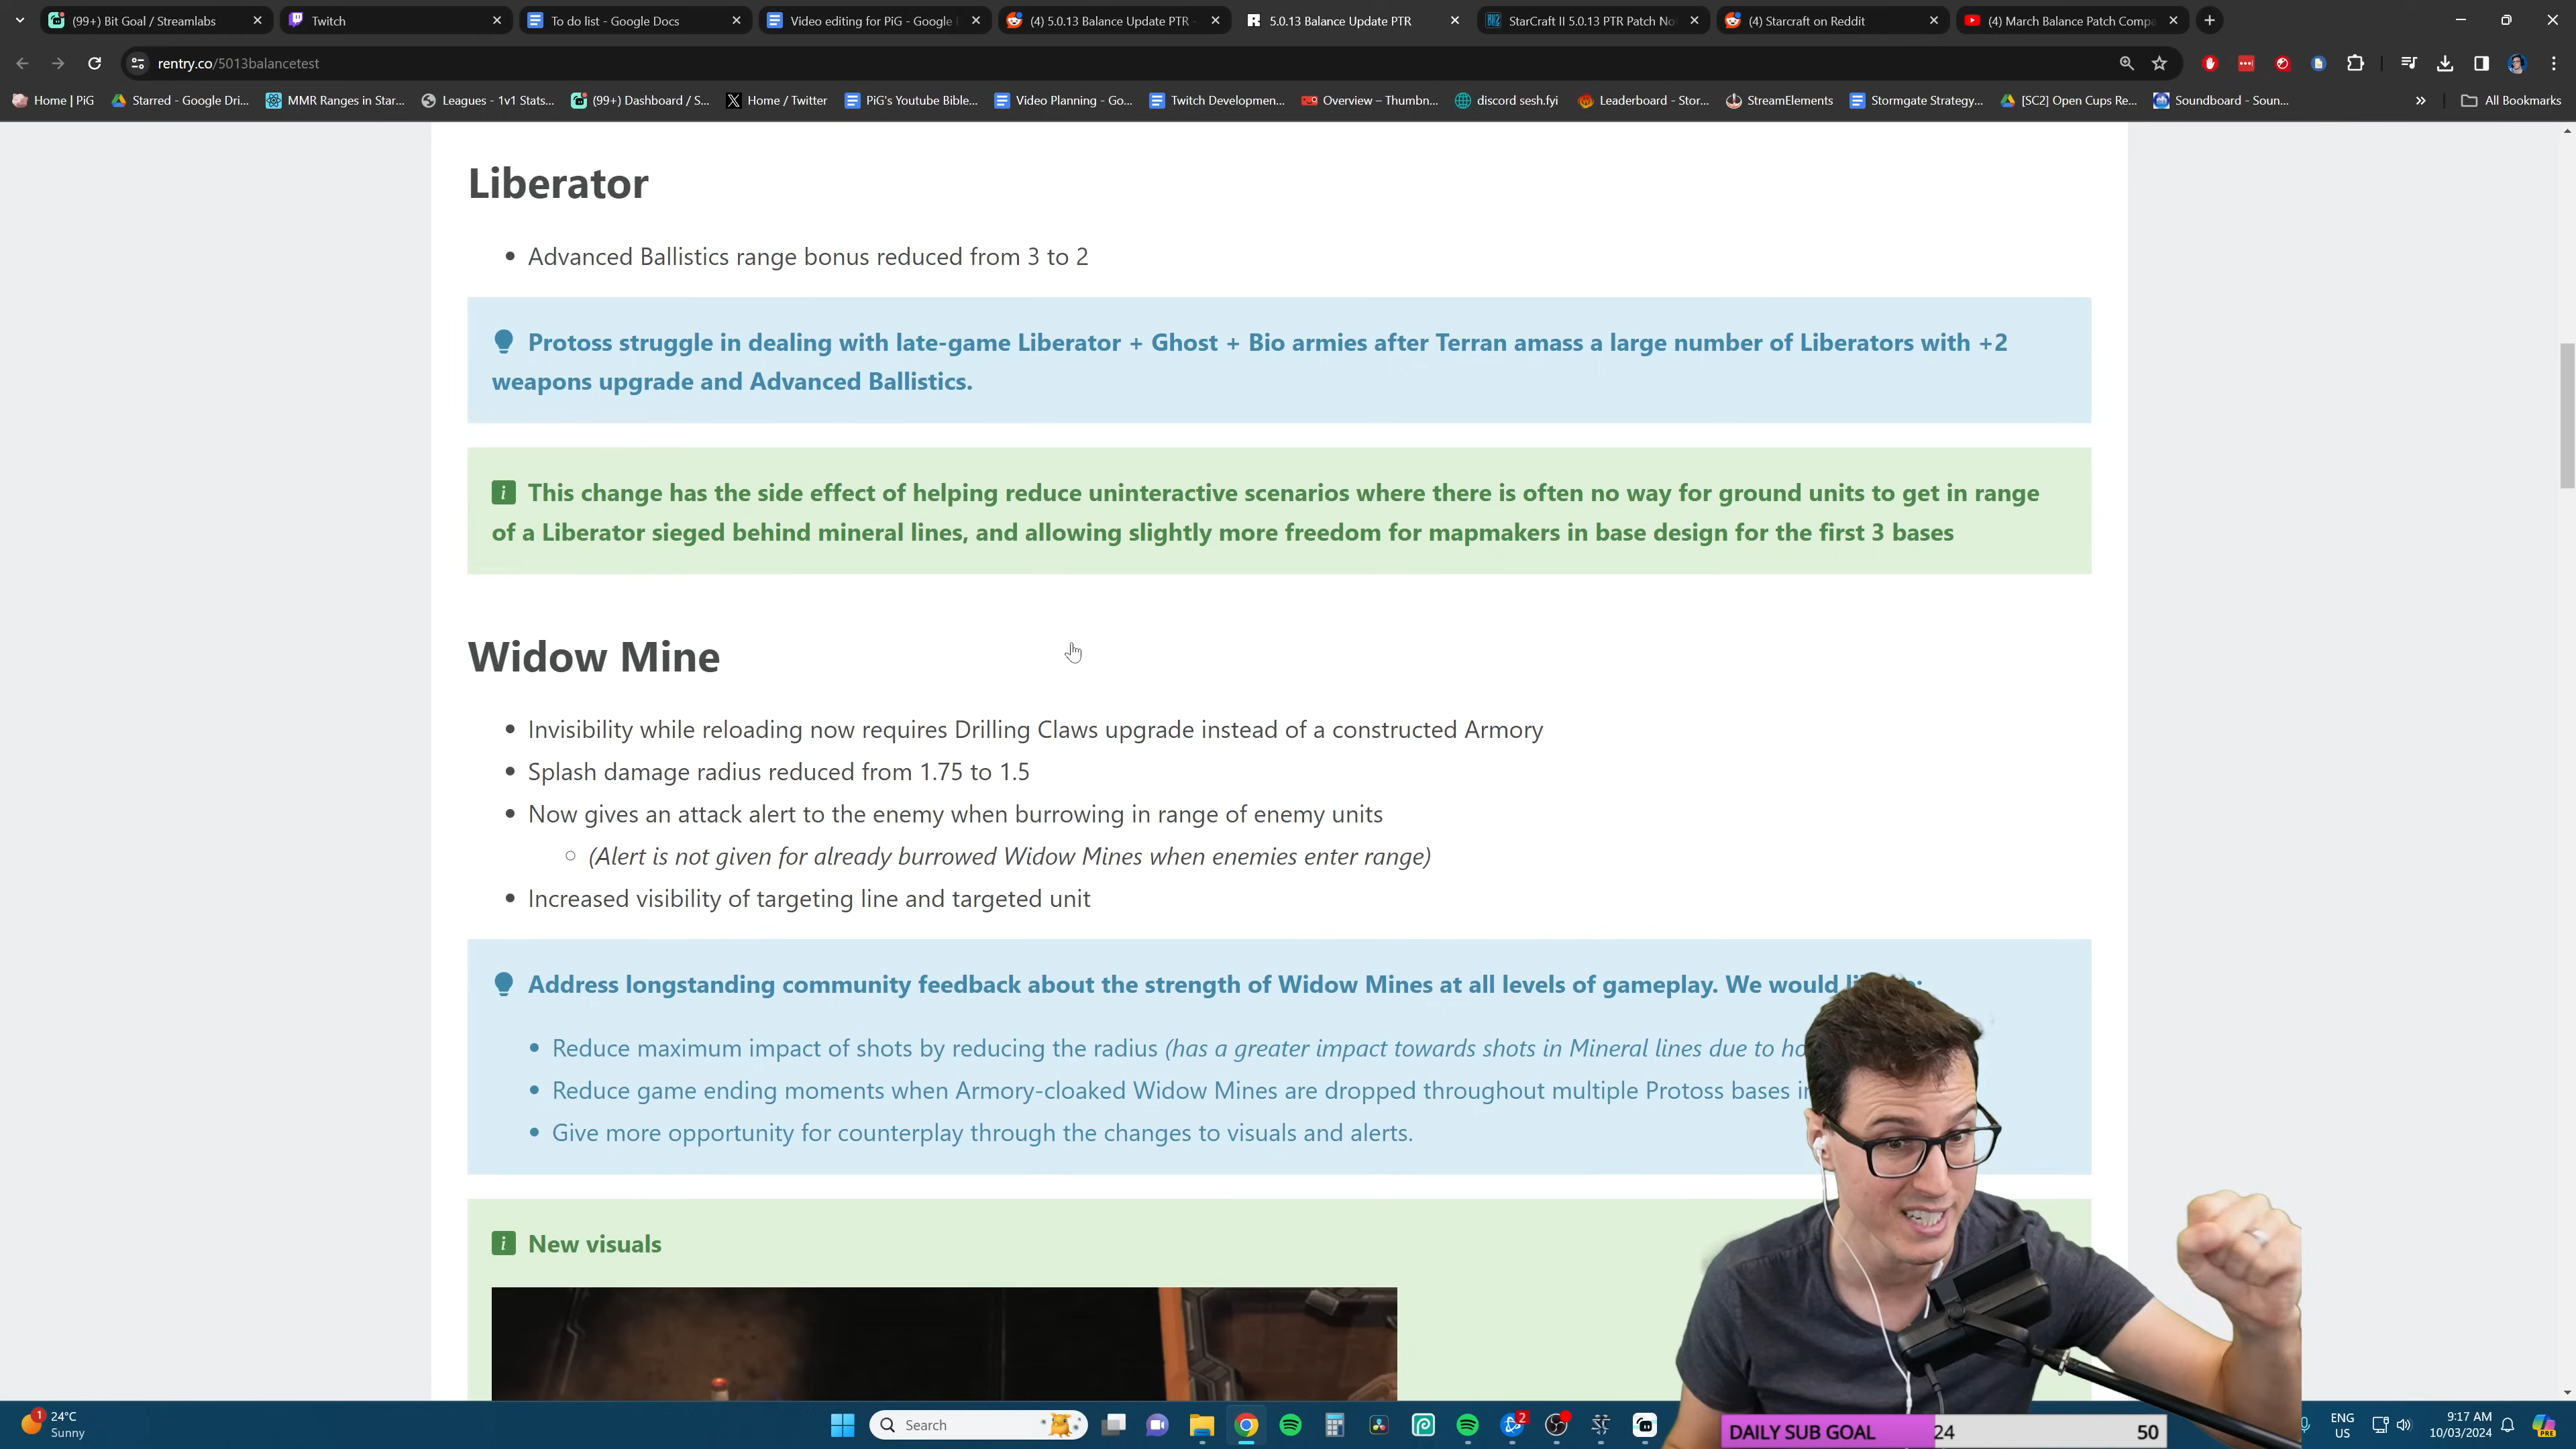 (99+) Bit Goal / Streamlabs
Twitch
To do list - Google Docs
Video editing for PiG - Google
(4) 5.0.13 Balance Update PTR -
5.0.13 Balance Update PTR
StarCraft II 5.0.13 PTR Patch No
(4) Starcraft on Reddit
(4) March Balance Patch Compa
rentry.co/5013balancetest
Home | PiG
Starred - Google Dri...
MMR Ranges in Star...
Leagues - 1v1 Stats...
(99+) Dashboard / S...
Home / Twitter
PiG's Youtube Bible...
Video Planning - Go...
Twitch Developmen...
Overview – Thumbn...
discord sesh.fyi
Leaderboard - Stor...
StreamElements
Stormgate Strategy...
[SC2] Open Cups Re...
Soundboard - Soun...
All Bookmarks
Liberator
Advanced Ballistics range bonus reduced from 3 to 2
Protoss struggle in dealing with late-game Liberator + Ghost + Bio armies after Terran amass a large number of Liberators with +2
weapons upgrade and Advanced Ballistics.
This change has the side effect of helping reduce uninteractive scenarios where there is often no way for ground units to get in range
of a Liberator sieged behind mineral lines, and allowing slightly more freedom for mapmakers in base design for the first 3 bases
Widow Mine
Invisibility while reloading now requires Drilling Claws upgrade instead of a constructed Armory
Splash damage radius reduced from 1.75 to 1.5
Now gives an attack alert to the enemy when burrowing in range of enemy units
(Alert is not given for already burrowed Widow Mines when enemies enter range)
Increased visibility of targeting line and targeted unit
Address longstanding community feedback about the strength of Widow Mines at all levels of gameplay. We would
Reduce maximum impact of shots by reducing the radius (has a greater impact towards shots in Mineral lines due to
Reduce game ending moments when Armory-cloaked Widow Mines are dropped throughout multiple Protoss bases
Give more opportunity for counterplay through the changes to visuals and alerts.
New visuals
1
24°C
Sunny
Search
2
DAILY SUB GOAL
24
50
ENG
US
9:17 AM
10/03/2024
PRE